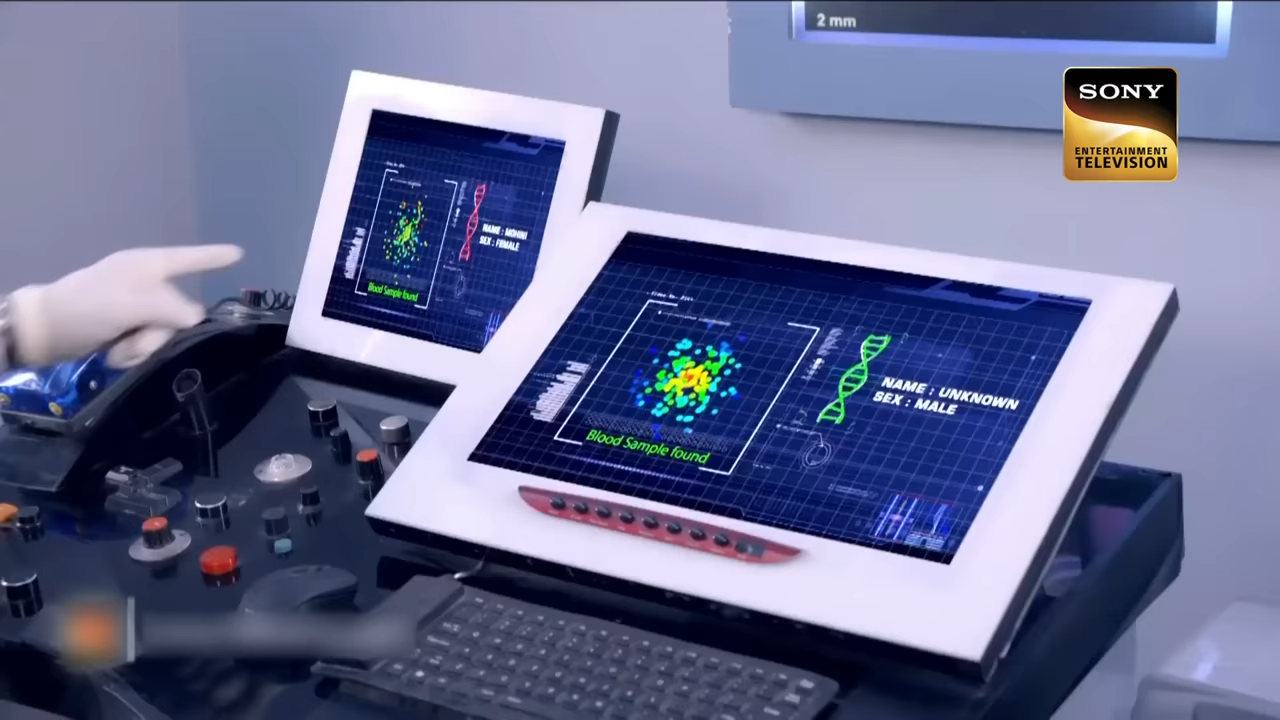 2 mm
SONY
ENTERTAINMENT
TELEVISION
NAME : MOHINI
SEX : FEMALE
Blood Sample found
NAME : UNKNOWN
SEX : MALE
Blood Sample found